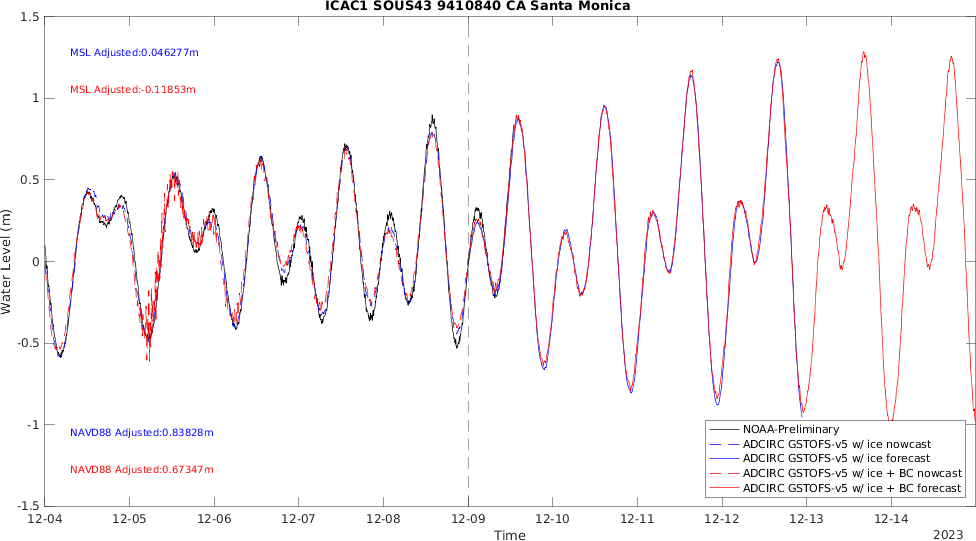 ICAC1 SOUS43 9410840 CA Santa Monica
1.5
MSL Adjusted:0.046277m
MSL Adjusted:-0.11853m
1
0.5
Water Level (m)
0
-0.5
-1
NAVD88 Adjusted:0.83828m
NAVD88 Adjusted:0.67347m
NOAA-Preliminary
ADCIRC GSTOFS-v5 w/ ice nowcast
ADCIRC GSTOFS-v5 w/ ice forecast
ADCIRC GSTOFS-v5 w/ ice + BC nowcast
ADCIRC GSTOFS-v5 w/ ice + BC forecast
-1.5
12-04 12-05 12-06 12-07 12-08 12-09 12-10 12-11 12-12 12-13 12-14
Time
2023